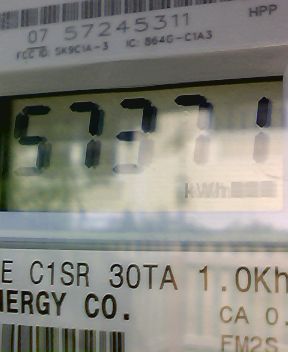 HPP
07 57245311
FCC ID: SK9C1A-3 IC: 864G-C1A3
57371
kWh
E C1SR 30TA 1.0Kh
NERGY CO.
CA 0.
FM2S